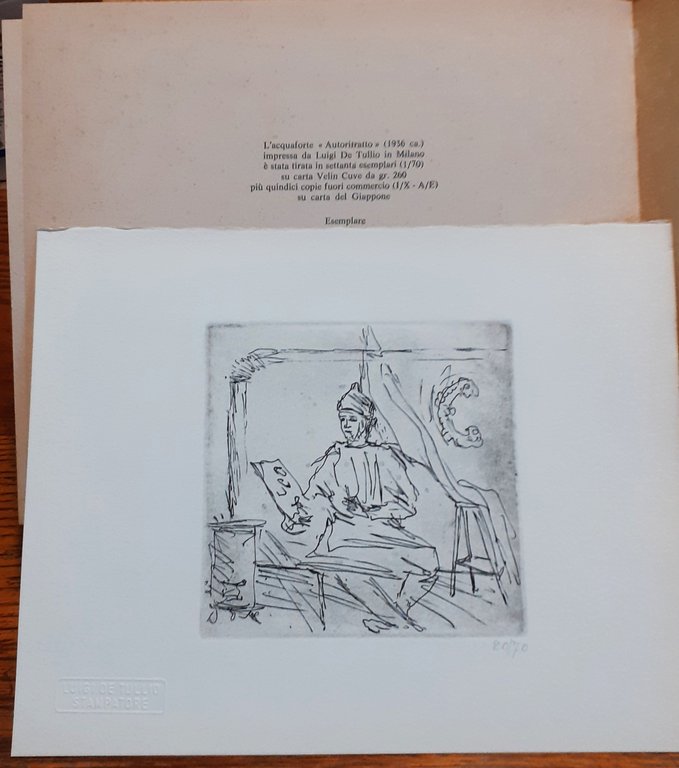 L'acquaforte « Autoritratto » (1936 ca.)
impressa da Luigi De Tullio in Milano
è stata tirata in settanta esemplari (1/70)
su carta Velin Cuve da gr. 260
più quindici copie fuori commercio (I/X - A/E)
su carta del Giappone
Esemplare
LUIGI DE TULLIO
STAMPATORE